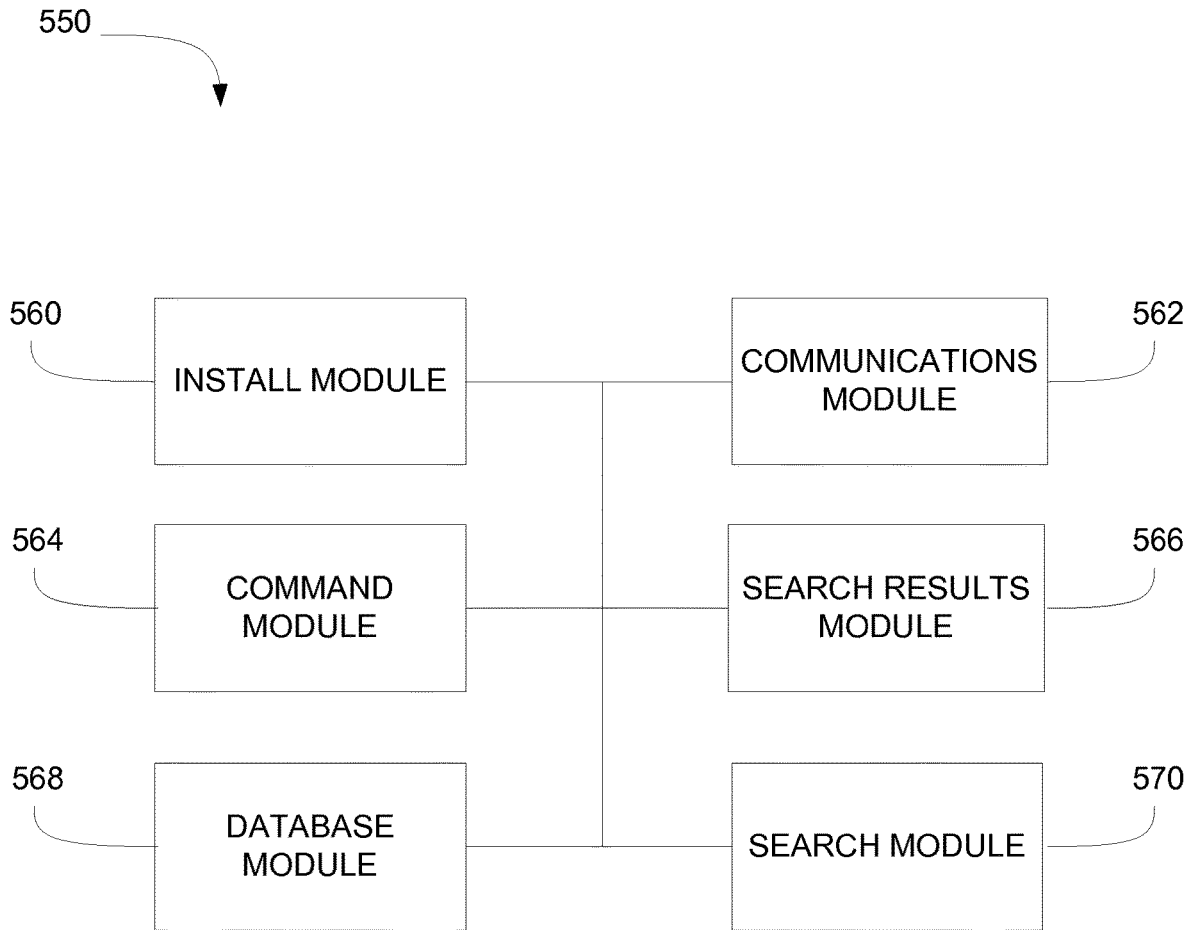 550
560
INSTALL MODULE
COMMUNICATIONS
MODULE
562
564
COMMAND
MODULE
SEARCH RESULTS
MODULE
566
568
DATABASE
MODULE
SEARCH MODULE
570